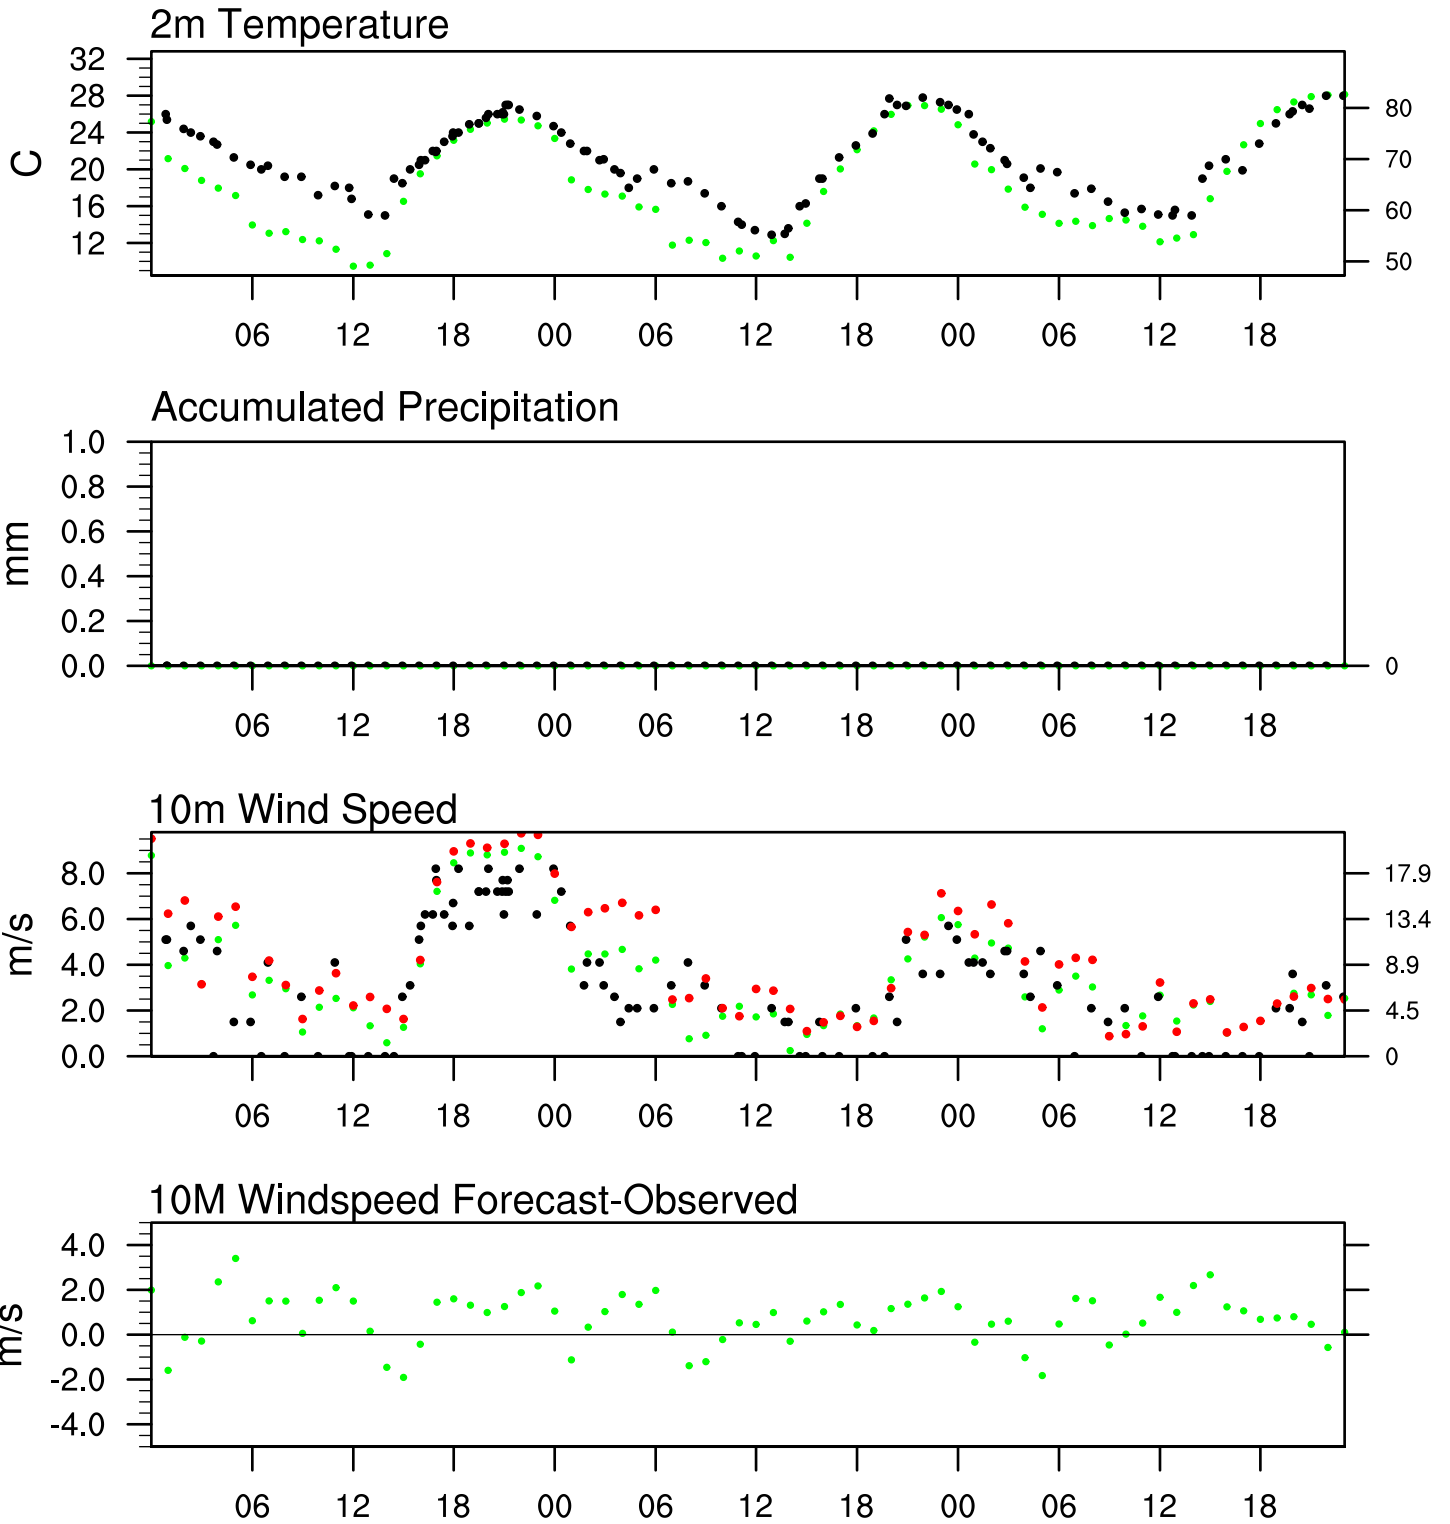 2m Temperature
32
28
24
20
16
12
C
80
70
60
50
06 12 18 00 06 12 18 00 06 12 18
Accumulated Precipitation
1.0
0.8
0.6
0.4
0.2
0.0
mm
0
06 12 18 00 06 12 18 00 06 12 18
10m Wind Speed
8.0
6.0
4.0
2.0
0.0
m/s
17.9
13.4
8.9
4.5
0
06 12 18 00 06 12 18 00 06 12 18
10M Windspeed Forecast-Observed
4.0
2.0
0.0
-2.0
-4.0
m/s
06 12 18 00 06 12 18 00 06 12 18